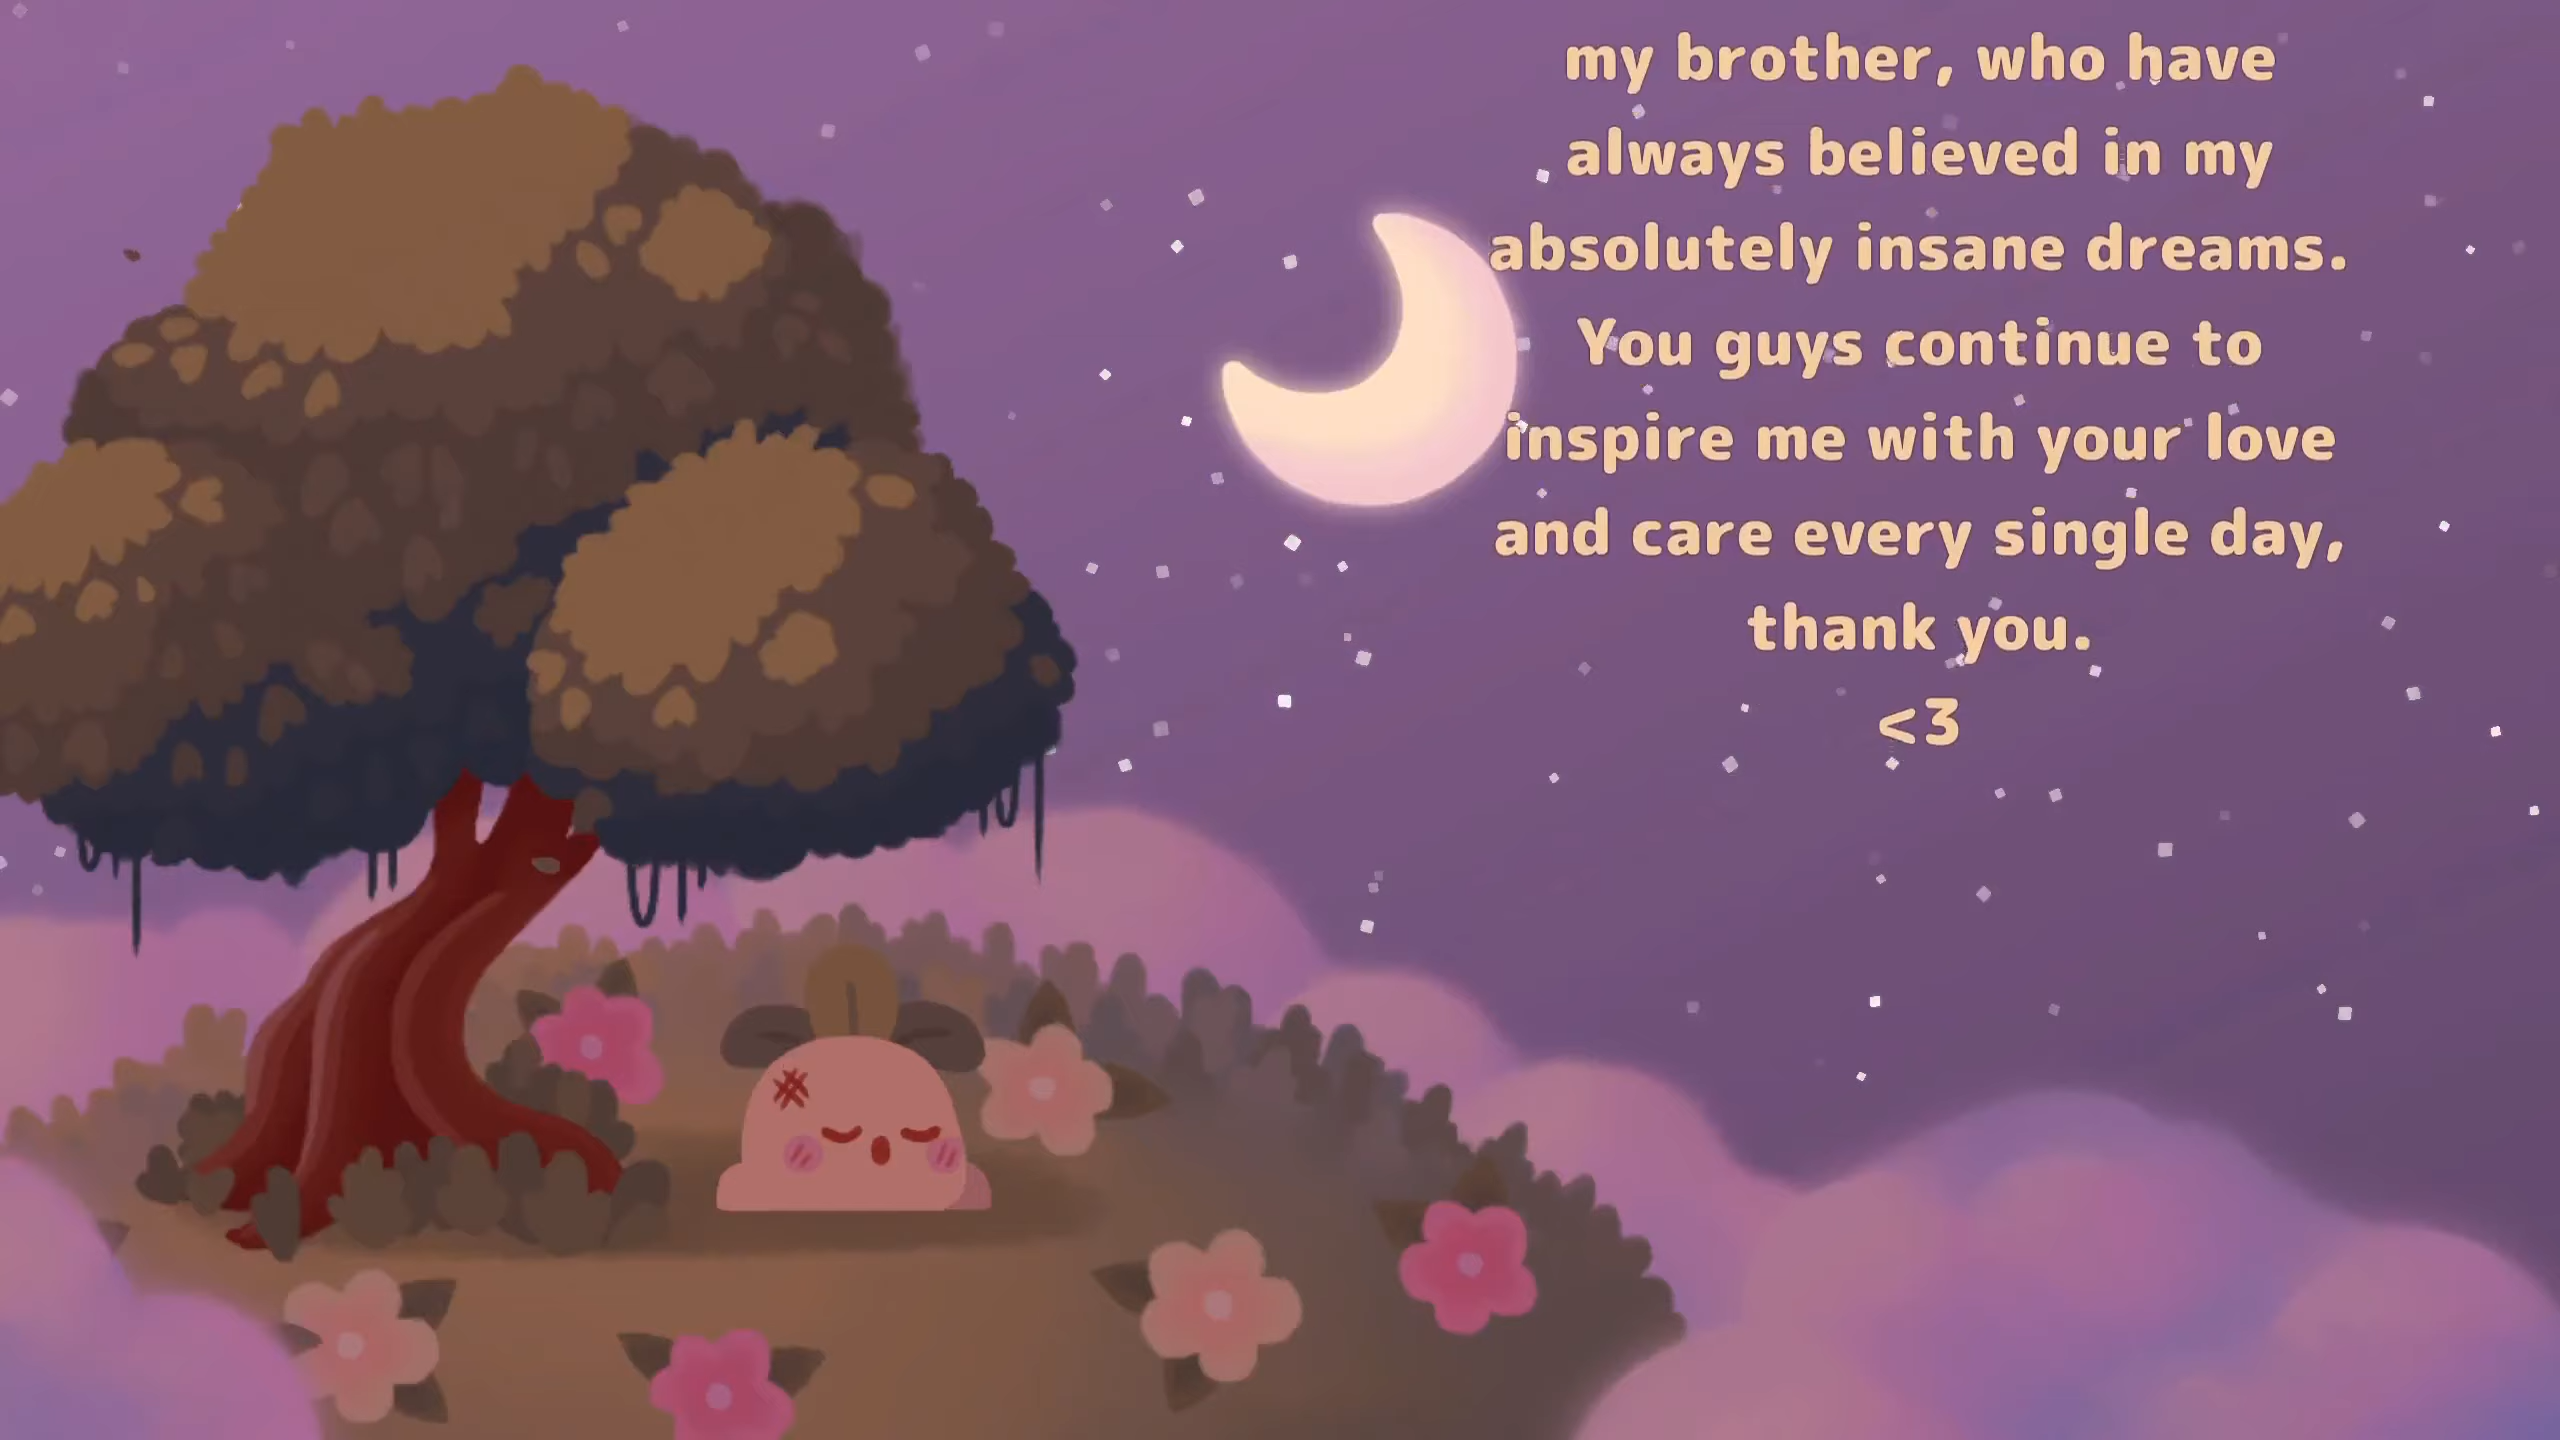 my brother, who have
always believed in my
absolutely insane dreams.
You guys continue to
inspire me with your love
and care every single day,
thank you.
<3